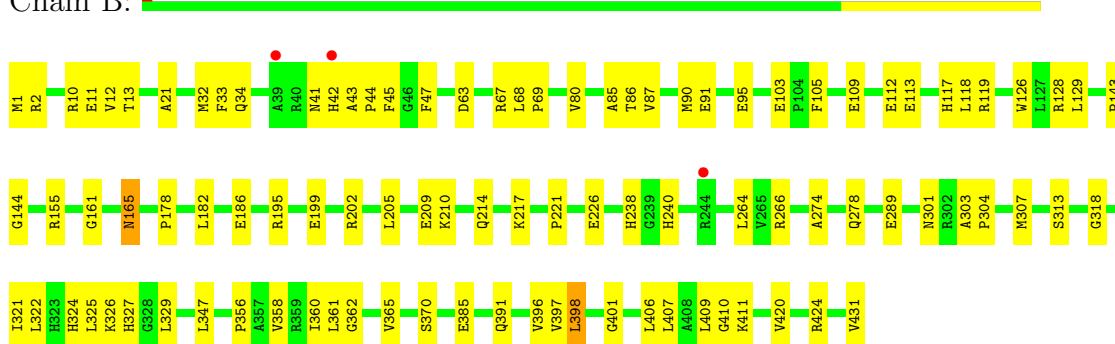 Chain B:
M1 R2 R10 E11 V12 T13 A21 M32 F33 Q34 A39 R40 N41 H42 A43 P44 F45 G46 F47 D63 R67 L68 P69 V80 A85 T86 V87 M90 E91 E95 E103 P104 F105 E109 E112 E113 H117 L118 R119 W126 L127 R128 L129
G144 R155 G161 N165 P178 L182 E186 R195 E199 R202 L205 E209 K210 Q214 K217 P221 E226 H238 G239 H240 R244 L264 V265 R266 A274 Q278 E289 N301 R302 A303 P304 M307 S313 G318
I321 L322 H323 H324 L325 K326 H327 G328 L329 L347 P356 A357 V358 R359 I360 L361 G362 V365 S370 E385 Q391 V396 V397 L398 G401 L406 L407 A408 L409 G410 K411 V420 R424 V431